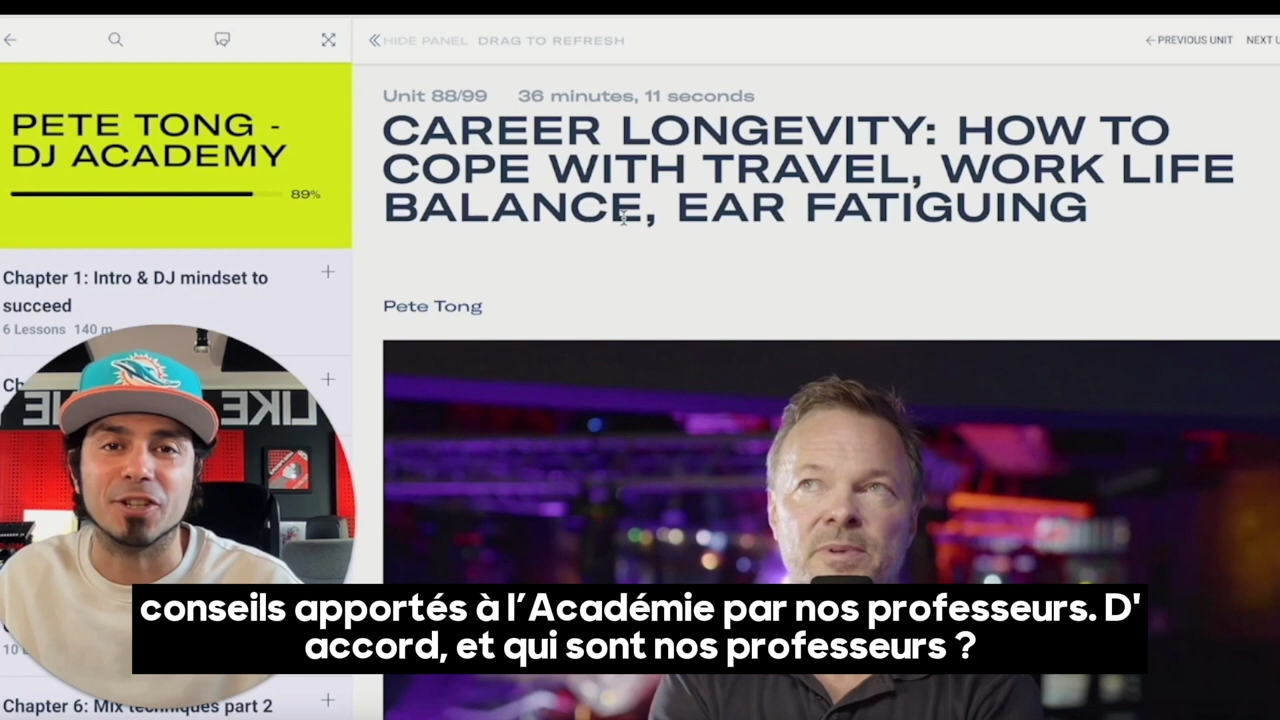 HIDE PANEL DRAG TO REFRESH
PREVIOUS UNIT NEXT U
PETE TONG -
DJ ACADEMY
89%
Chapter 1: Intro & DJ mindset to
succeed
6 Lessons 140 m
Ch
10
Chapter 6: Mix techniques part 2
Unit 88/99 36 minutes, 11 seconds
CAREER LONGEVITY: HOW TO
COPE WITH TRAVEL, WORK LIFE
BALANCE, EAR FATIGUING
Pete Tong
LIKE
conseils apportés à l’Académie par nos professeurs. D'
accord, et qui sont nos professeurs ?